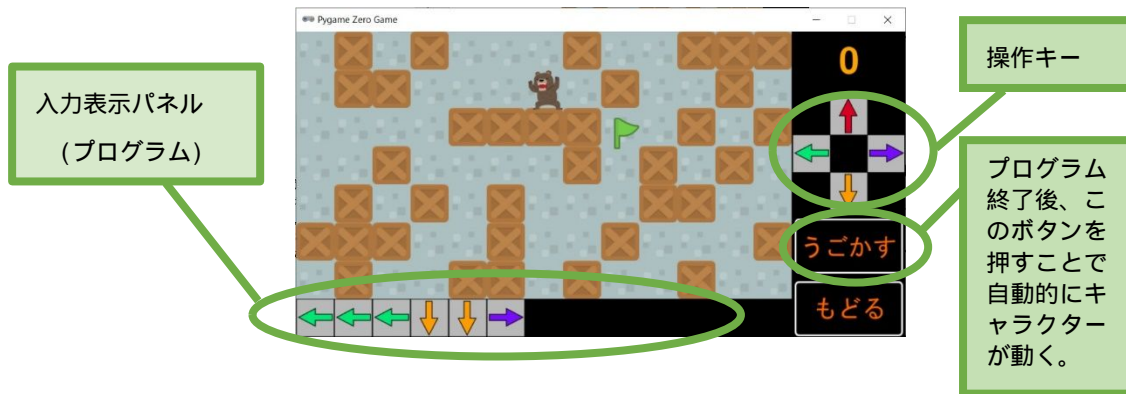 Pygame Zero Game
入力表示パネル
(プログラム)
0
操作キー
プログラム
終了後、こ
のボタンを
押すことで
自動的にキ
ャラクター
が動く。
うごかす
もどる